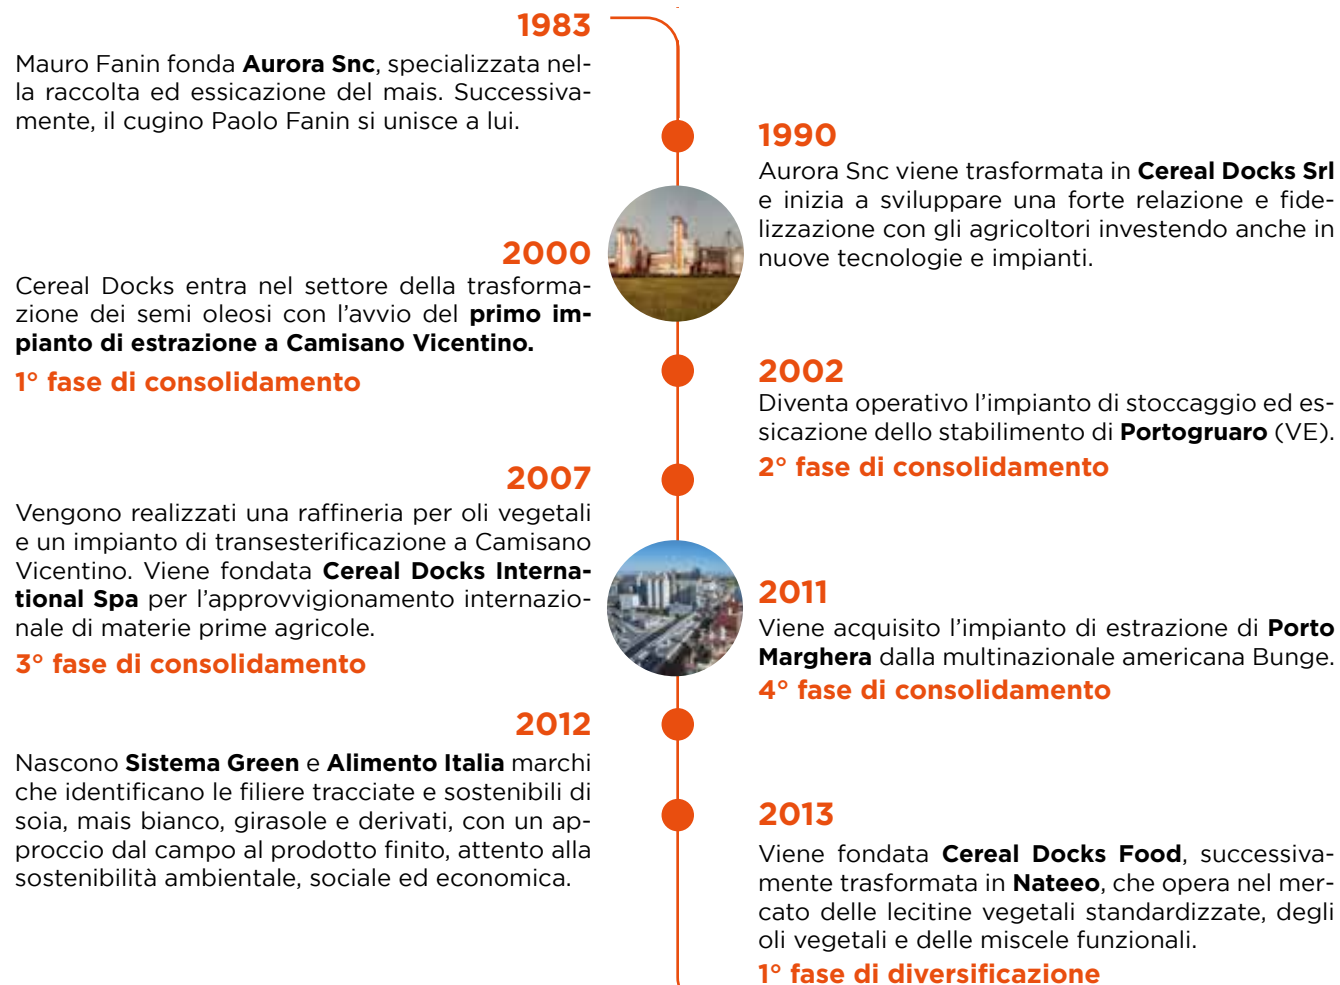 1983
Mauro Fanin fonda Aurora Snc, specializzata nel-
la raccolta ed essicazione del mais. Successiva-
mente, il cugino Paolo Fanin si unisce a lui.
1990
Aurora Snc viene trasformata in Cereal Docks Srl
e inizia a sviluppare una forte relazione e fide-
lizzazione con gli agricoltori investendo anche in
nuove tecnologie e impianti.
2000
Cereal Docks entra nel settore della trasforma-
zione dei semi oleosi con l’avvio del primo im-
pianto di estrazione a Camisano Vicentino.
1° fase di consolidamento
2002
Diventa operativo l’impianto di stoccaggio ed es-
sicazione dello stabilimento di Portogruaro (VE).
2° fase di consolidamento
2007
Vengono realizzati una raffineria per oli vegetali
e un impianto di transesterificazione a Camisano
Vicentino. Viene fondata Cereal Docks Interna-
tional Spa per l’approvvigionamento internazio-
nale di materie prime agricole.
3° fase di consolidamento
2011
Viene acquisito l’impianto di estrazione di Porto
Marghera dalla multinazionale americana Bunge.
4° fase di consolidamento
2012
Nascono Sistema Green e Alimento Italia marchi
che identificano le filiere tracciate e sostenibili di
soia, mais bianco, girasole e derivati, con un ap-
proccio dal campo al prodotto finito, attento alla
sostenibilità ambientale, sociale ed economica.
2013
Viene fondata Cereal Docks Food, successiva-
mente trasformata in Nateeo, che opera nel mer-
cato delle lecitine vegetali standardizzate, degli
oli vegetali e delle miscele funzionali.
1° fase di diversificazione